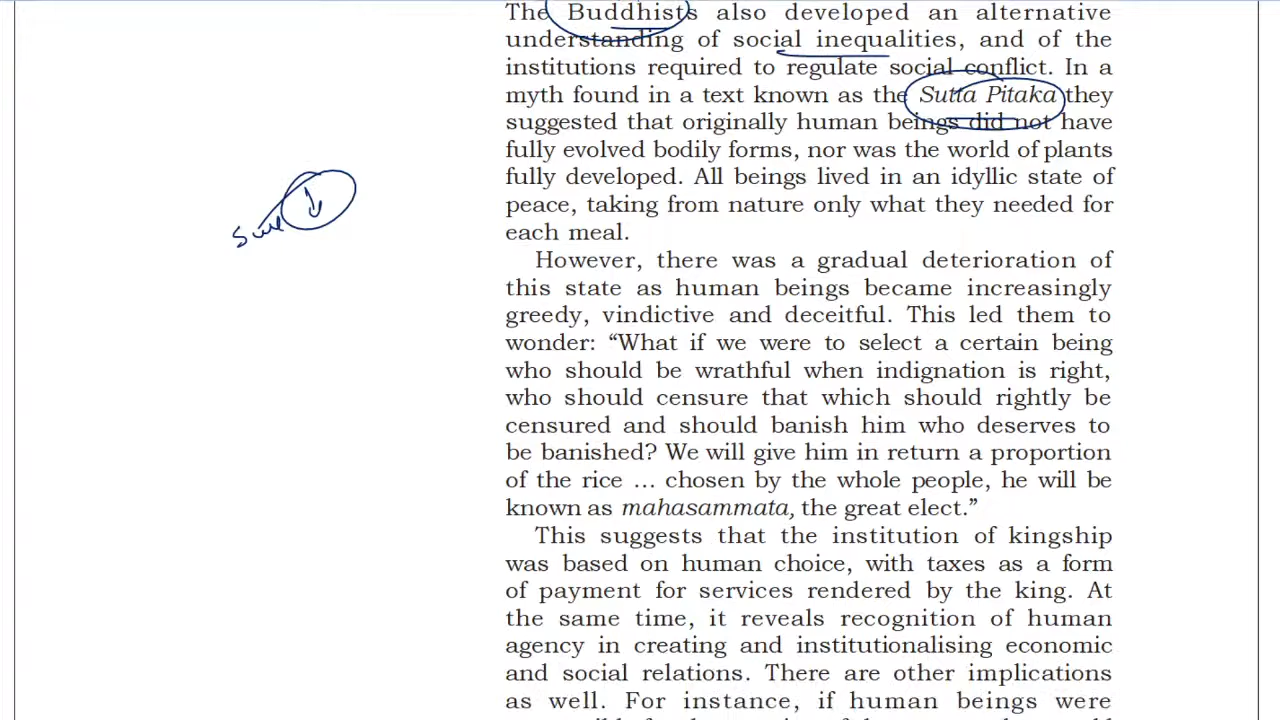 The Buddhists also developed an alternative
understanding of social inequalities, and of the
institutions required to regulate social conflict. In a
myth found in a text known as the Sutta Pitaka they
suggested that originally human beings did not have
fully evolved bodily forms, nor was the world of plants
fully developed. All beings lived in an idyllic state of
peace, taking from nature only what they needed for
each meal.
However, there was a gradual deterioration of
this state as human beings became increasingly
greedy, vindictive and deceitful. This led them to
wonder: “What if we were to select a certain being
who should be wrathful when indignation is right,
who should censure that which should rightly be
censured and should banish him who deserves to
be banished? We will give him in return a proportion
of the rice … chosen by the whole people, he will be
known as mahasammata, the great elect.”
This suggests that the institution of kingship
was based on human choice, with taxes as a form
of payment for services rendered by the king. At
the same time, it reveals recognition of human
agency in creating and institutionalising economic
and social relations. There are other implications
as well. For instance, if human beings were